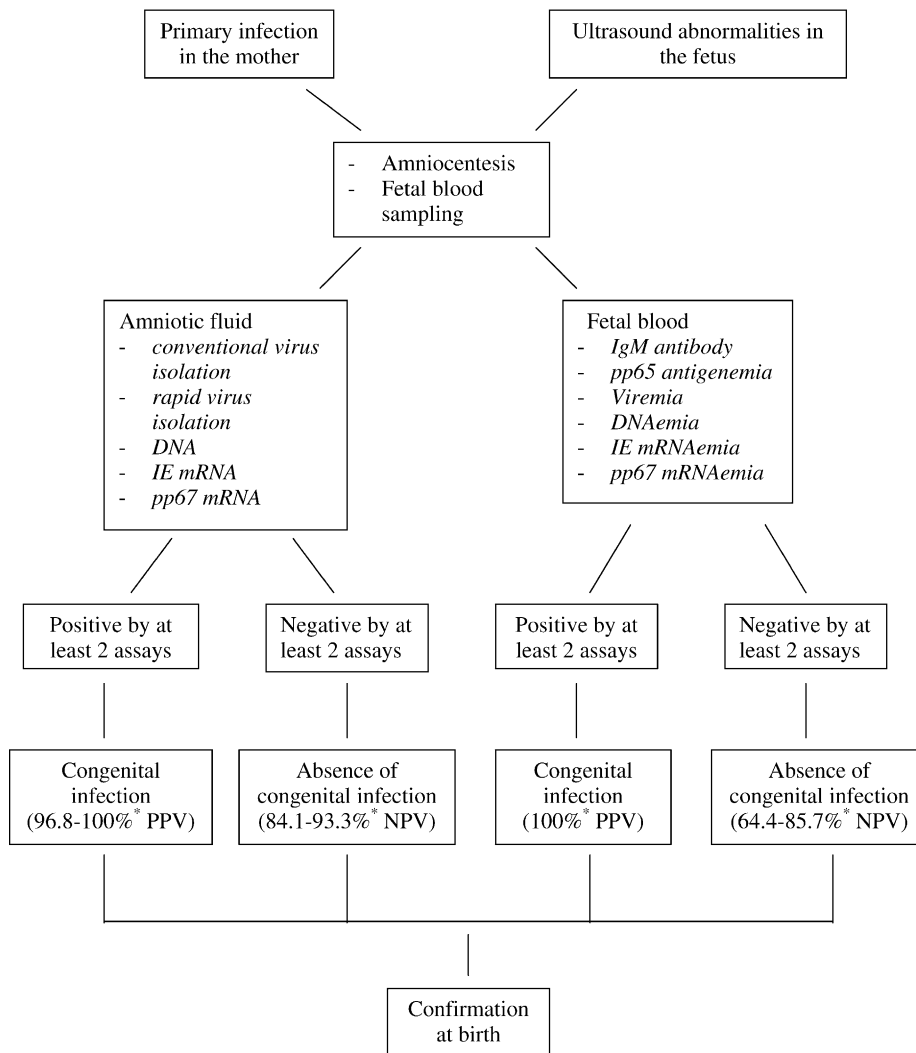 Primary infection
in the mother
Ultrasound abnormalities in
the fetus
- Amniocentesis
- Fetal blood
sampling
Amniotic fluid
- conventional virus
isolation
- rapid virus
isolation
- DNA
- IE mRNA
- pp67 mRNA
Fetal blood
- IgM antibody
- pp65 antigenemia
- Viremia
- DNAemia
- IE mRNAemia
- pp67 mRNAemia
Positive by at
least 2 assays
Negative by at
least 2 assays
Positive by at
least 2 assays
Negative by at
least 2 assays
Congenital
infection
(96.8-100%* PPV)
Absence of
congenital infection
(84.1-93.3%* NPV)
Congenital
infection
(100%* PPV)
Absence of
congenital infection
(64.4-85.7%* NPV)
Confirmation
at birth